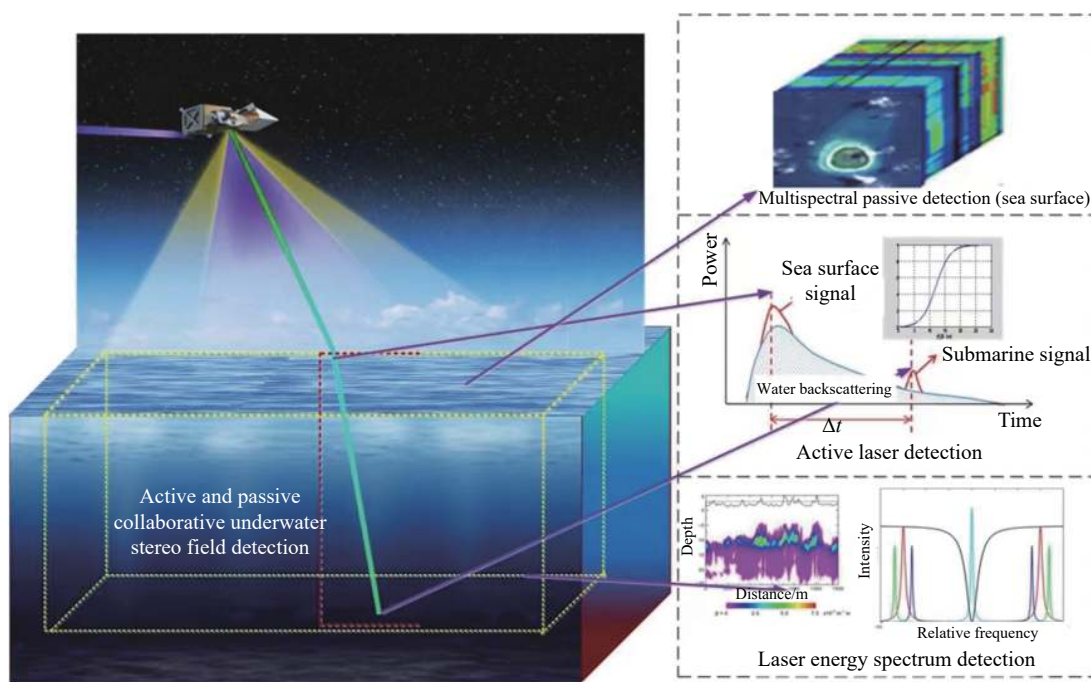 Active and passive
collaborative underwater
stereo field detection
Multispectral passive detection (sea surface)
Power
Sea surface
signal
Submarine signal
Water backscattering
Time
Δt
Active laser detection
Depth
Distance/m
Intensity
Relative frequency
Laser energy spectrum detection